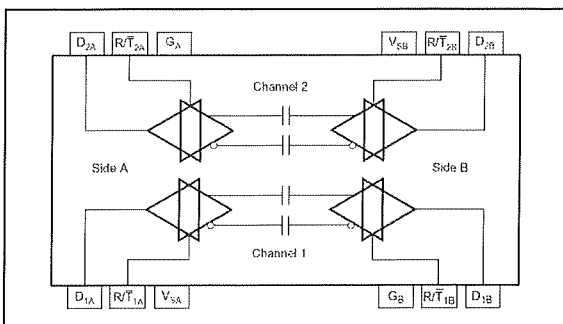 D2A R/T̅2A GA VSB R/T̅2B D2B
Channel 2
Side A Side B
Channel 1
D1A R/T̅1A VSA GB R/T̅1B D1B